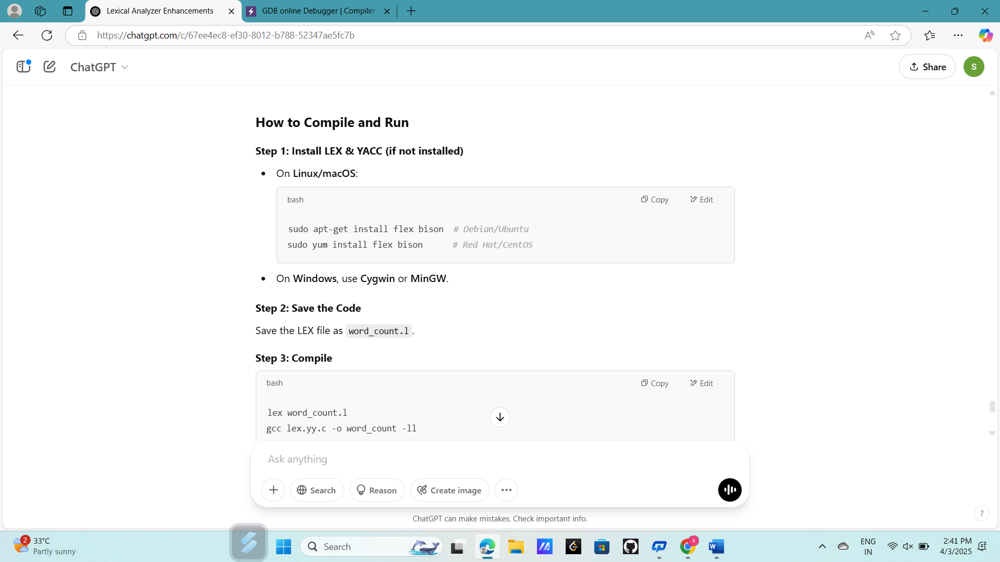 Lexical Analyzer Enhancements
GDB online Debugger | Compiler
https://chatgpt.com/c/67ee4ec8-ef30-8012-b788-52347ae5fc7b
ChatGPT
Share
S
How to Compile and Run
Step 1: Install LEX & YACC (if not installed)
• On Linux/macOS:
bash
Copy
Edit
sudo apt-get install flex bison  # Debian/Ubuntu
sudo yum install flex bison      # Red Hat/CentOS
• On Windows, use Cygwin or MinGW.
Step 2: Save the Code
Save the LEX file as word_count.l.
Step 3: Compile
bash
Copy
Edit
lex word_count.l
gcc lex.yy.c -o word_count -ll
Ask anything
Search
Reason
Create image
ChatGPT can make mistakes. Check important info.
?
2
33°C
Partly sunny
Search
S
W
ENG
IN
2:41 PM
4/3/2025